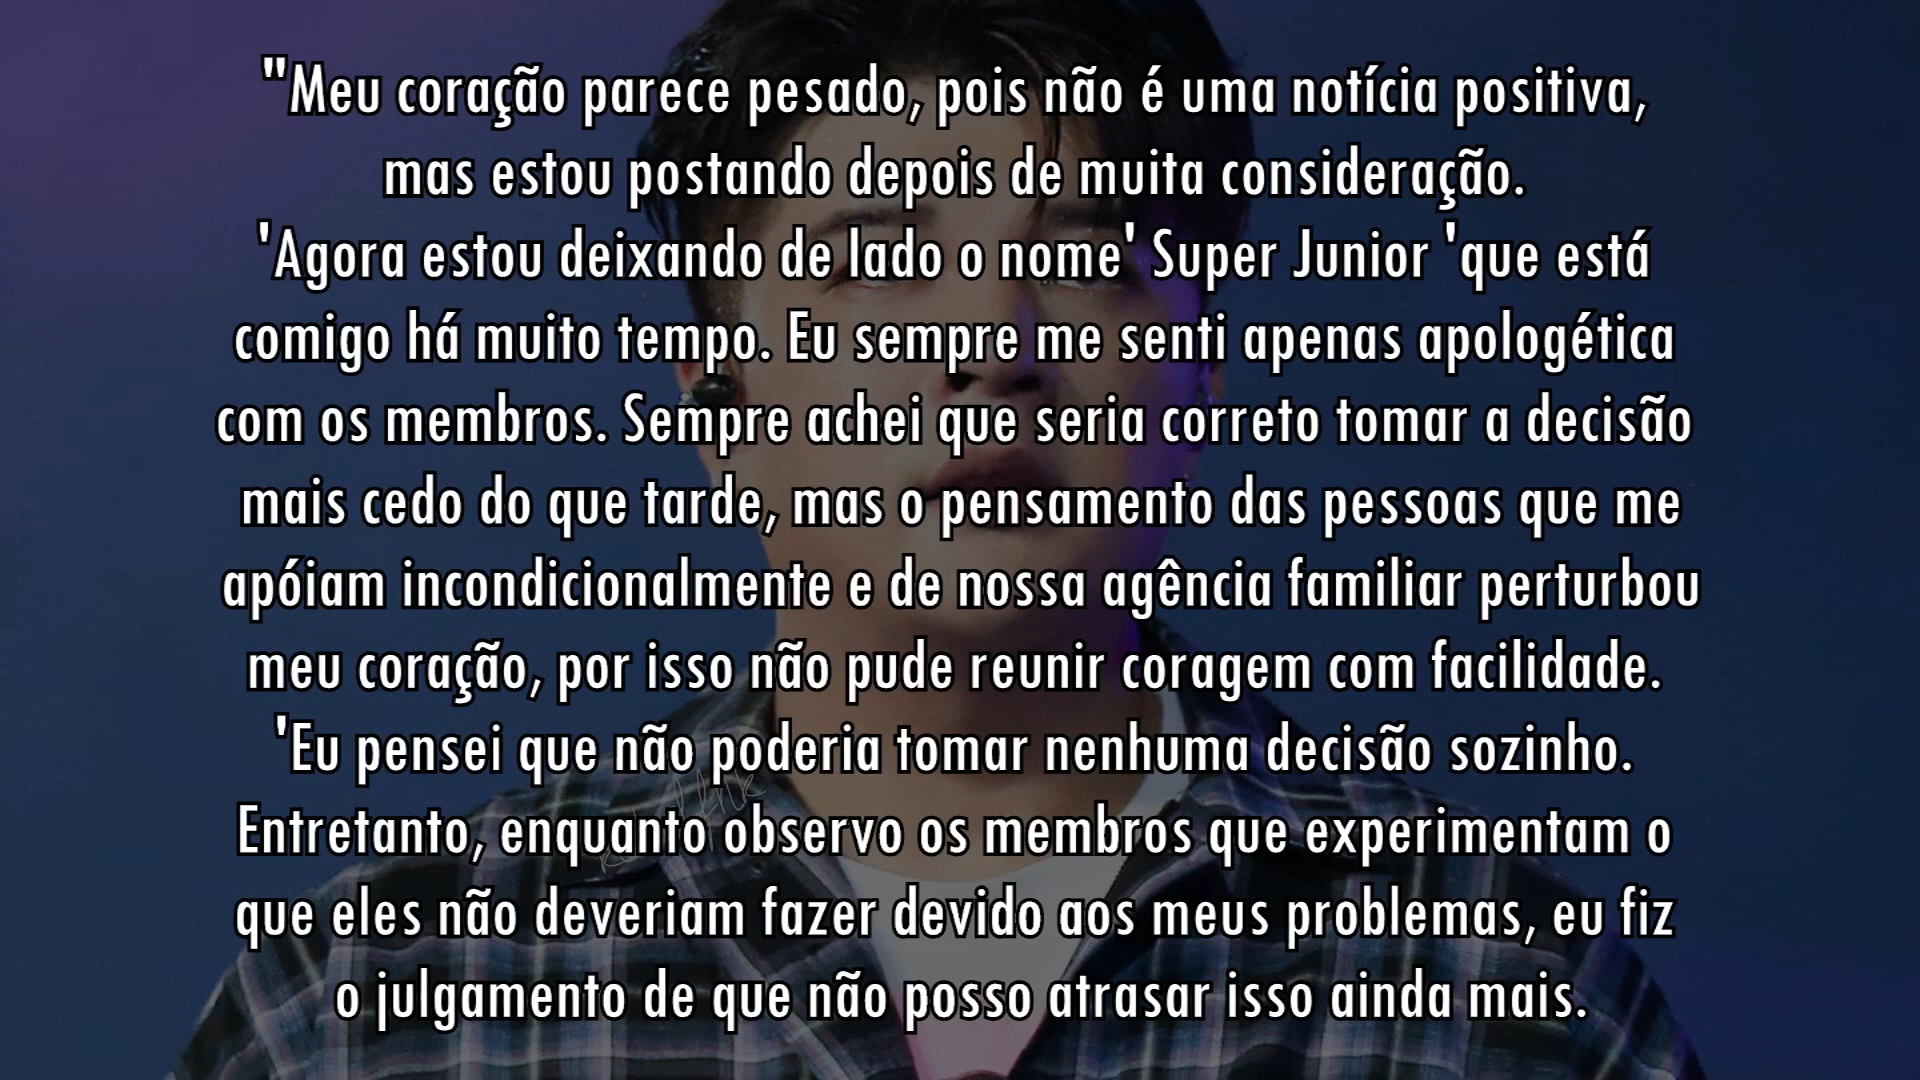 "Meu coração parece pesado, pois não é uma notícia positiva,
mas estou postando depois de muita consideração.
'Agora estou deixando de lado o nome' Super Junior 'que está
comigo há muito tempo. Eu sempre me senti apenas apologética
com os membros. Sempre achei que seria correto tomar a decisão
mais cedo do que tarde, mas o pensamento das pessoas que me
apóiam incondicionalmente e de nossa agência familiar perturbou
meu coração, por isso não pude reunir coragem com facilidade.
'Eu pensei que não poderia tomar nenhuma decisão sozinho.
Entretanto, enquanto observo os membros que experimentam o
que eles não deveriam fazer devido aos meus problemas, eu fiz
o julgamento de que não posso atrasar isso ainda mais.